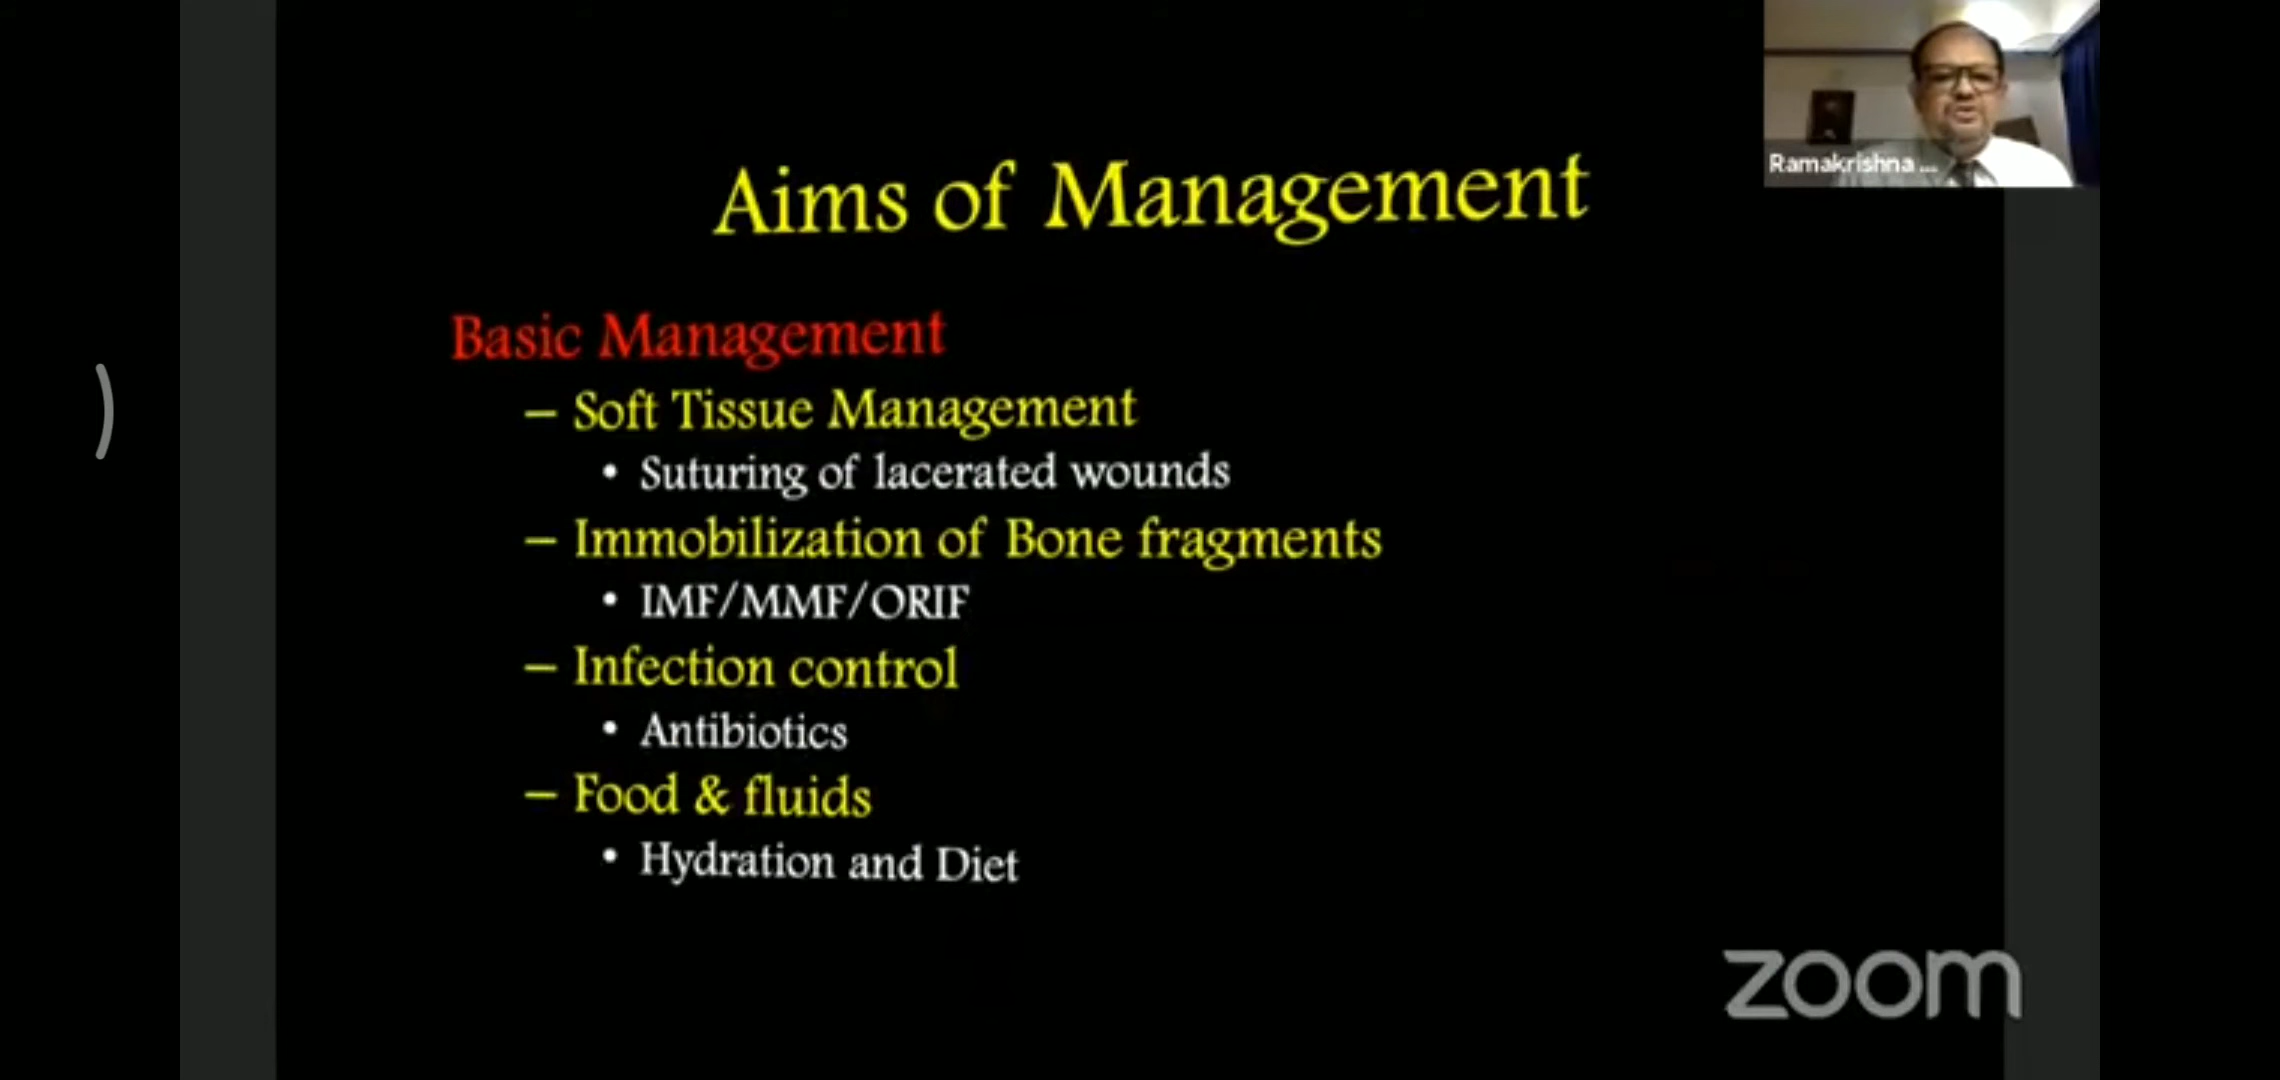 Ramakrishna ...
Aims of Management
Basic Management
– Soft Tissue Management
• Suturing of lacerated wounds
– Immobilization of Bone fragments
• IMF/MMF/ORIF
– Infection control
• Antibiotics
– Food & fluids
• Hydration and Diet
zoom